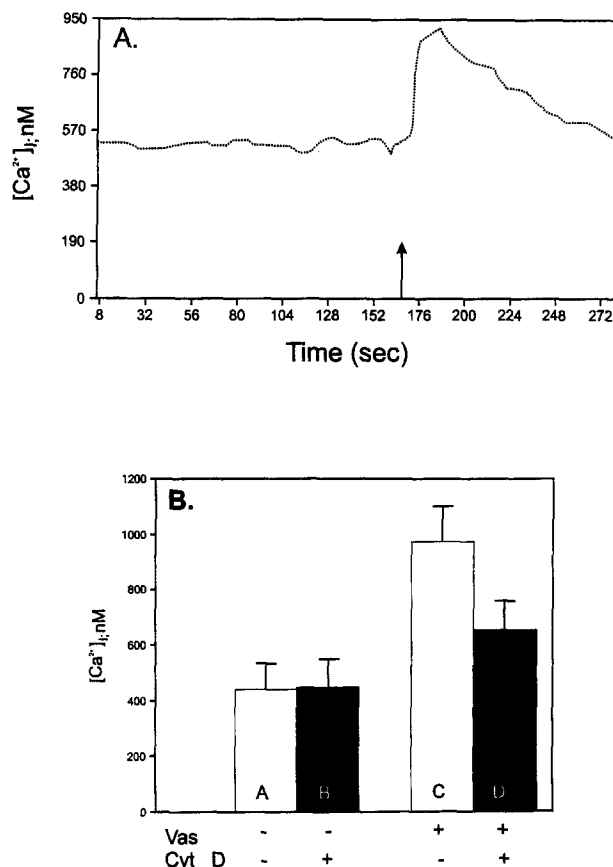 A.
[Ca²⁺]i;nM
950
760
570
380
190
0
8 32 56 80 104 128 152 176 200 224 248 272
Time (sec)
B.
[Ca²⁺]i;nM
1200
1000
800
600
400
200
0
A B C D
Vas - - + +
Cyt D - + - +